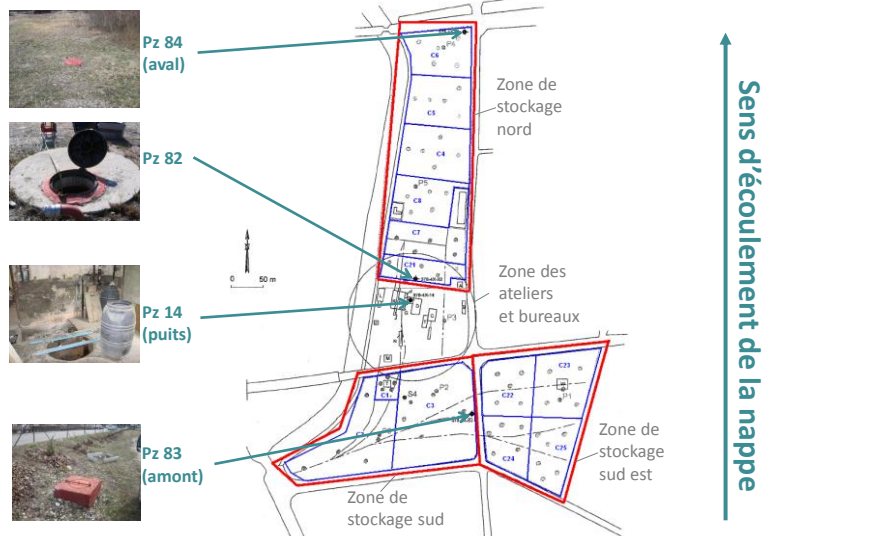 Pz 84
(aval)
Pz 82
Pz 14
(puits)
Pz 83
(amont)
P4
C6
C5
C4
P5
C8
C7
C21
0 50 m
P3
Zone de
stockage
nord
Zone des
ateliers
et bureaux
C1
S4
P2
C3
C23
C22
C25
C24
Zone de
stockage sud
Zone de
stockage
sud est
Sens d'écoulement de la nappe